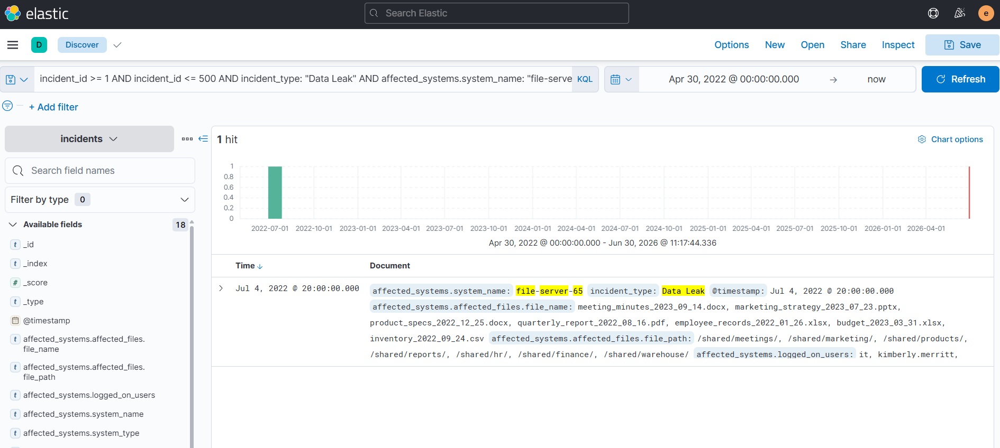 elastic
Search Elastic
e
D
Discover
Options
New
Open
Share
Inspect
Save
incident_id >= 1 AND incident_id <= 500 AND incident_type: "Data Leak" AND affected_systems.system_name: "file-serve
KQL
Apr 30, 2022 @ 00:00:00.000
→
now
Refresh
+ Add filter
incidents
1 hit
Chart options
Search field names
Filter by type 0
Available fields 18
t _id
t _index
# _score
t _type
@timestamp
t affected_systems.affected_files.
file_name
t affected_systems.affected_files.
file_path
t affected_systems.logged_on_users
t affected_systems.system_name
t affected_systems.system_type
1
0.8
0.6
0.4
0.2
0
2022-07-01 2022-10-01 2023-01-01 2023-04-01 2023-07-01 2023-10-01 2024-01-01 2024-04-01 2024-07-01 2024-10-01 2025-01-01 2025-04-01 2025-07-01 2025-10-01 2026-01-01 2026-04-01
Apr 30, 2022 @ 00:00:00.000 - Jun 30, 2026 @ 11:17:44.336
Time ↓ Document
Jul 4, 2022 @ 20:00:00.000
affected_systems.system_name: file-server-65 incident_type: Data Leak @timestamp: Jul 4, 2022 @ 20:00:00.000
affected_systems.affected_files.file_name: meeting_minutes_2023_09_14.docx, marketing_strategy_2023_07_23.pptx,
product_specs_2022_12_25.docx, quarterly_report_2022_08_16.pdf, employee_records_2022_01_26.xlsx, budget_2023_03_31.xlsx,
inventory_2022_09_24.csv affected_systems.affected_files.file_path: /shared/meetings/, /shared/marketing/, /shared/products/,
/shared/reports/, /shared/hr/, /shared/finance/, /shared/warehouse/ affected_systems.logged_on_users: it, kimberly.merritt,